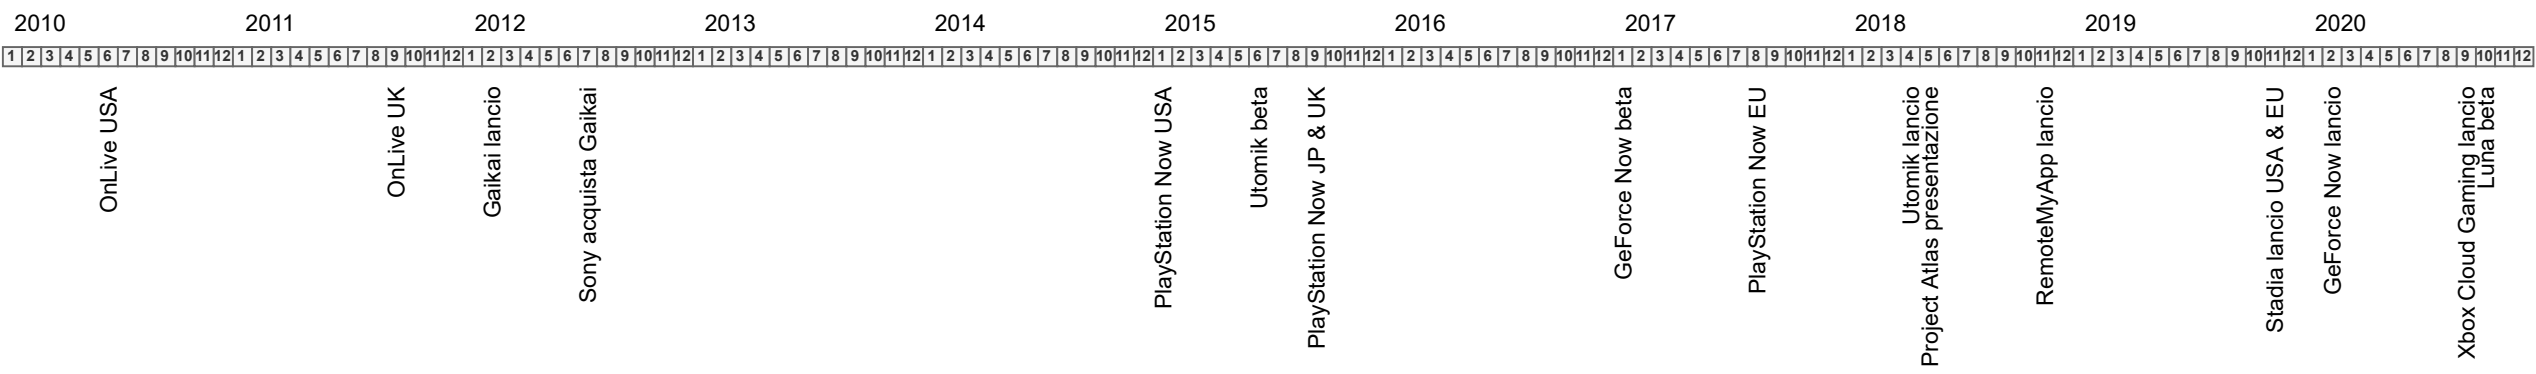 2010 2011 2012 2013 2014 2015 2016 2017 2018 2019 2020
1 2 3 4 5 6 7 8 9 10 11 12 1 2 3 4 5 6 7 8 9 10 11 12 1 2 3 4 5 6 7 8 9 10 11 12 1 2 3 4 5 6 7 8 9 10 11 12 1 2 3 4 5 6 7 8 9 10 11 12 1 2 3 4 5 6 7 8 9 10 11 12 1 2 3 4 5 6 7 8 9 10 11 12 1 2 3 4 5 6 7 8 9 10 11 12 1 2 3 4 5 6 7 8 9 10 11 12 1 2 3 4 5 6 7 8 9 10 11 12 1 2 3 4 5 6 7 8 9 10 11 12
OnLive USA
OnLive UK
Gaikai lancio
Sony acquista Gaikai
PlayStation Now USA
Utomik beta
PlayStation Now JP & UK
GeForce Now beta
PlayStation Now EU
Utomik lancio
Project Atlas presentazione
RemoteMyApp lancio
Stadia lancio USA & EU
GeForce Now lancio
Xbox Cloud Gaming lancio
Luna beta